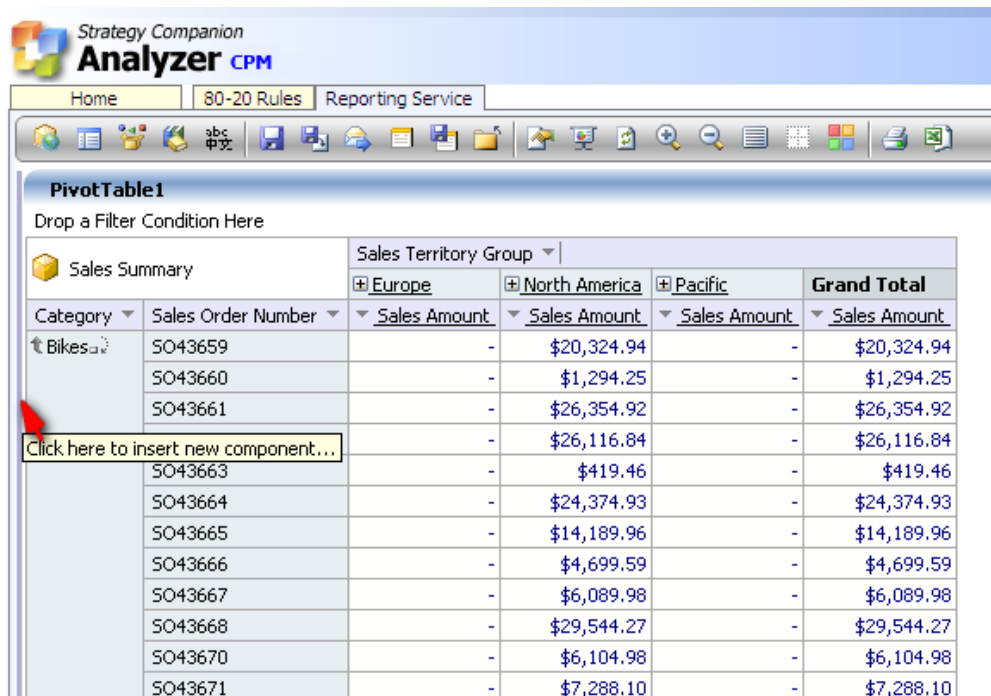 Strategy Companion
Analyzer CPM
Home 80-20 Rules Reporting Service
PivotTable1
Drop a Filter Condition Here
Sales Summary Sales Territory Group
Europe North America Pacific Grand Total
Category Sales Order Number Sales Amount Sales Amount Sales Amount Sales Amount
Bikes SO43659 - $20,324.94 - $20,324.94
SO43660 - $1,294.25 - $1,294.25
SO43661 - $26,354.92 - $26,354.92
Click here to insert new component... - $26,116.84 - $26,116.84
SO43663 - $419.46 - $419.46
SO43664 - $24,374.93 - $24,374.93
SO43665 - $14,189.96 - $14,189.96
SO43666 - $4,699.59 - $4,699.59
SO43667 - $6,089.98 - $6,089.98
SO43668 - $29,544.27 - $29,544.27
SO43670 - $6,104.98 - $6,104.98
SO43671 - $7,288.10 - $7,288.10